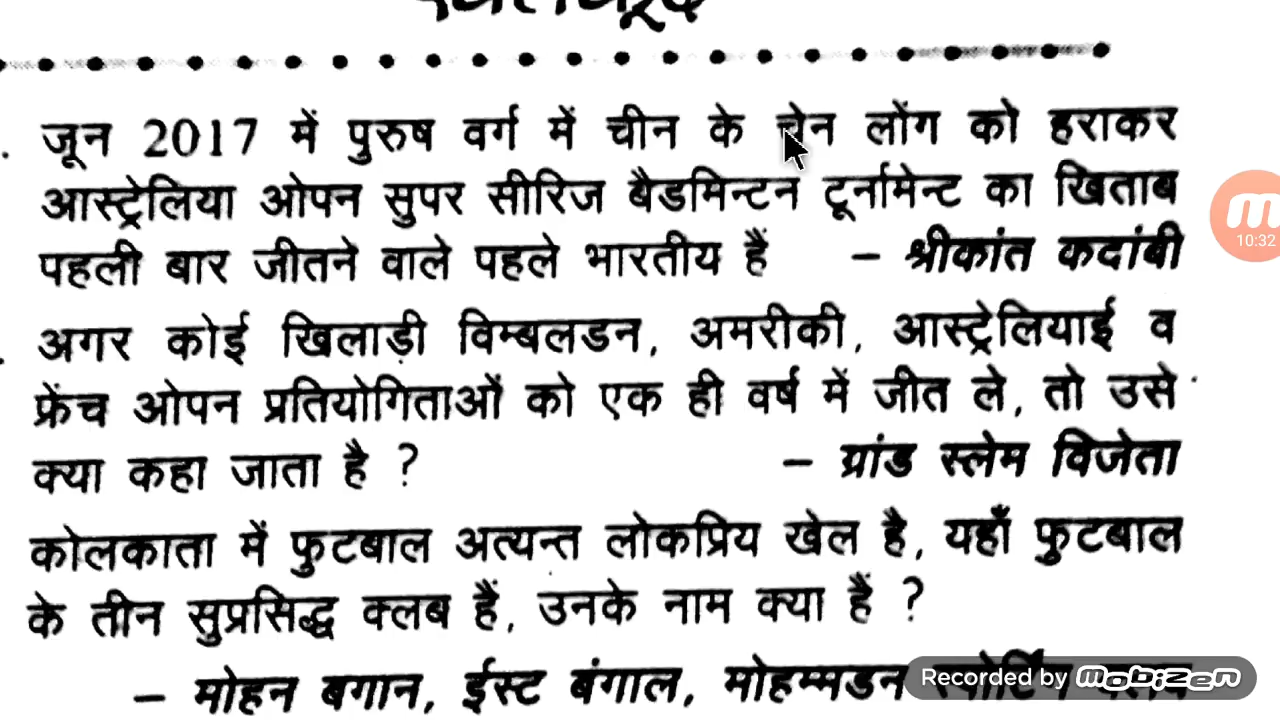 . जून 2017 में पुरुष वर्ग में चीन के चेन लोंग को हराकर
आस्ट्रेलिया ओपन सुपर सीरिज बैडमिन्टन टूर्नामेन्ट का खिताब
पहली बार जीतने वाले पहले भारतीय हैं – श्रीकांत कदांबी
10:32
. अगर कोई खिलाड़ी विम्बलडन, अमरीकी, आस्ट्रेलियाई व
फ्रेंच ओपन प्रतियोगिताओं को एक ही वर्ष में जीत ले, तो उसे
क्या कहा जाता है ? – ग्रांड स्लेम विजेता
कोलकाता में फुटबाल अत्यन्त लोकप्रिय खेल है, यहाँ फुटबाल
के तीन सुप्रसिद्ध क्लब हैं, उनके नाम क्या हैं ?
– मोहन बगान, ईस्ट बंगाल, मोहम्मडन
Recorded by mobizen